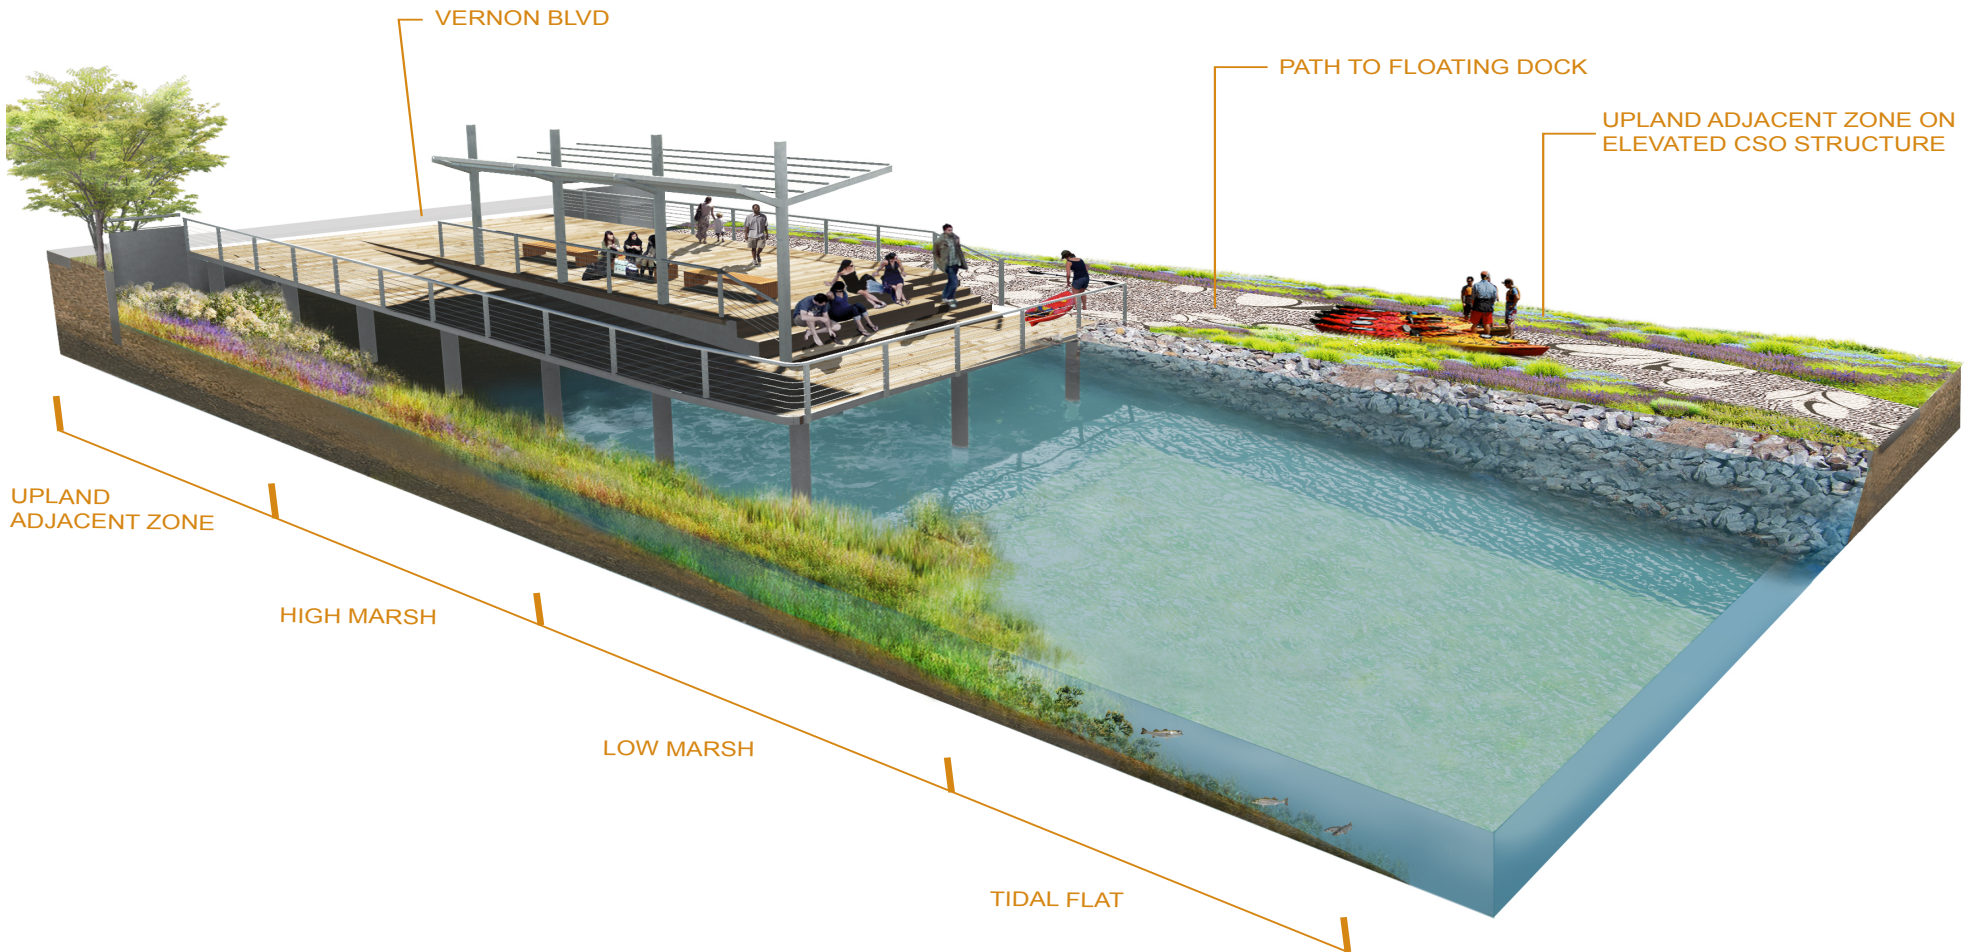 VERNON BLVD
PATH TO FLOATING DOCK
UPLAND ADJACENT ZONE ON
ELEVATED CSO STRUCTURE
UPLAND
ADJACENT ZONE
HIGH MARSH
LOW MARSH
TIDAL FLAT